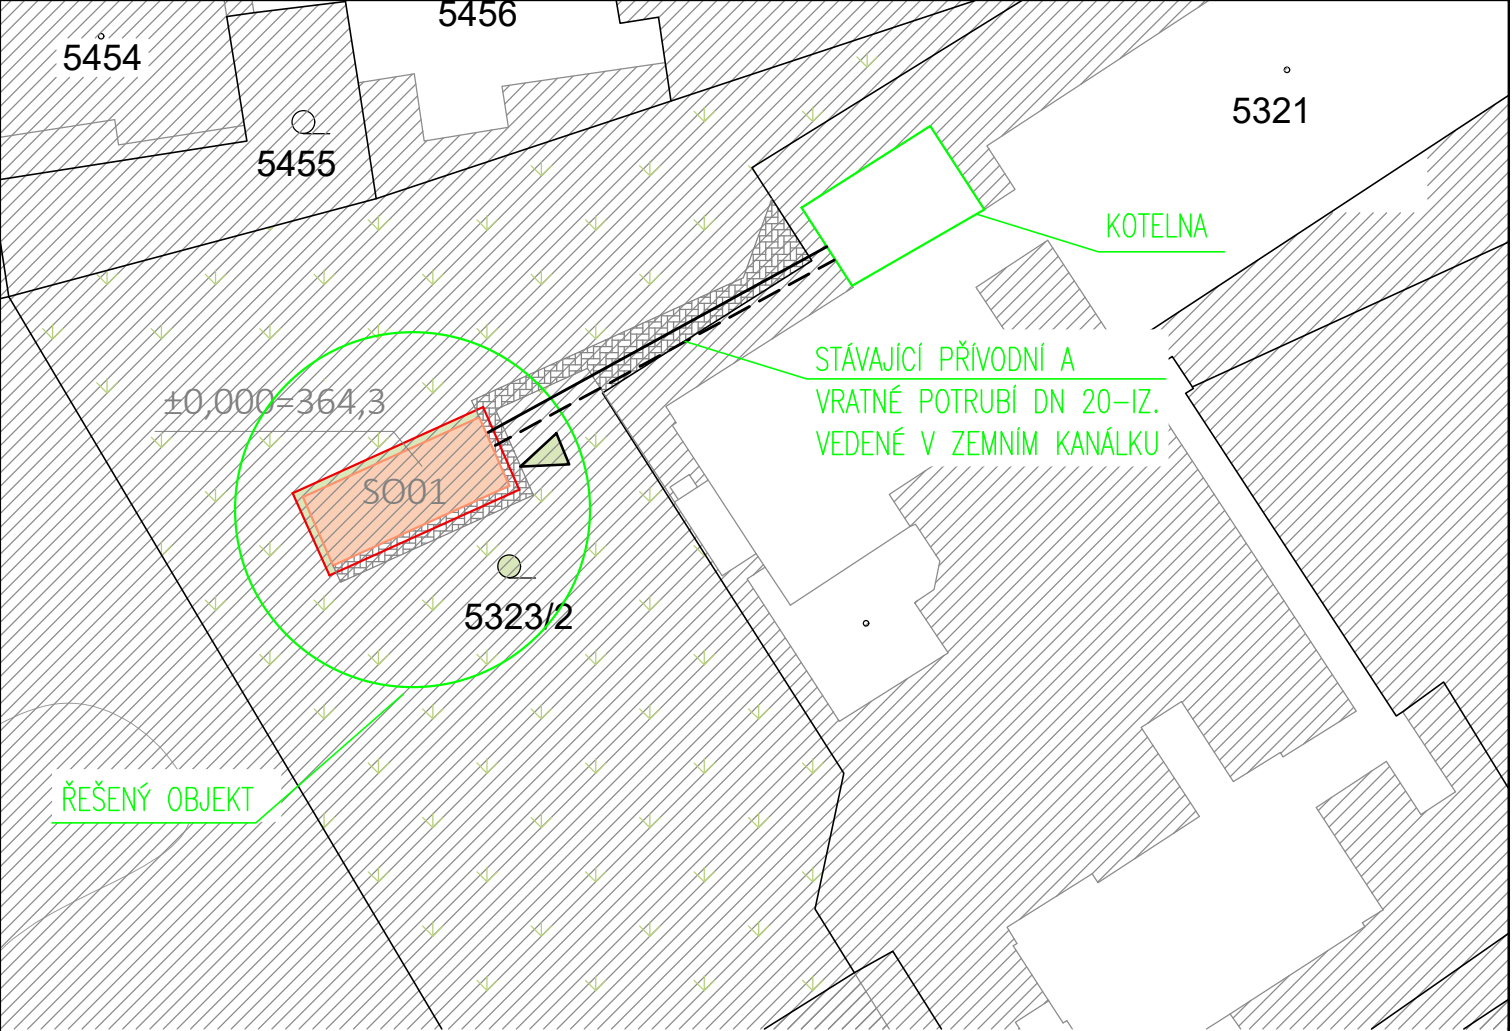 5456
5454
5321
5455
KOTELNA
STÁVAJÍCÍ PŘÍVODNÍ A
VRATNÉ POTRUBÍ DN 20-IZ.
VEDENÉ V ZEMNÍM KANÁLKU
±0,000=364,3
SO01
5323/2
ŘEŠENÝ OBJEKT